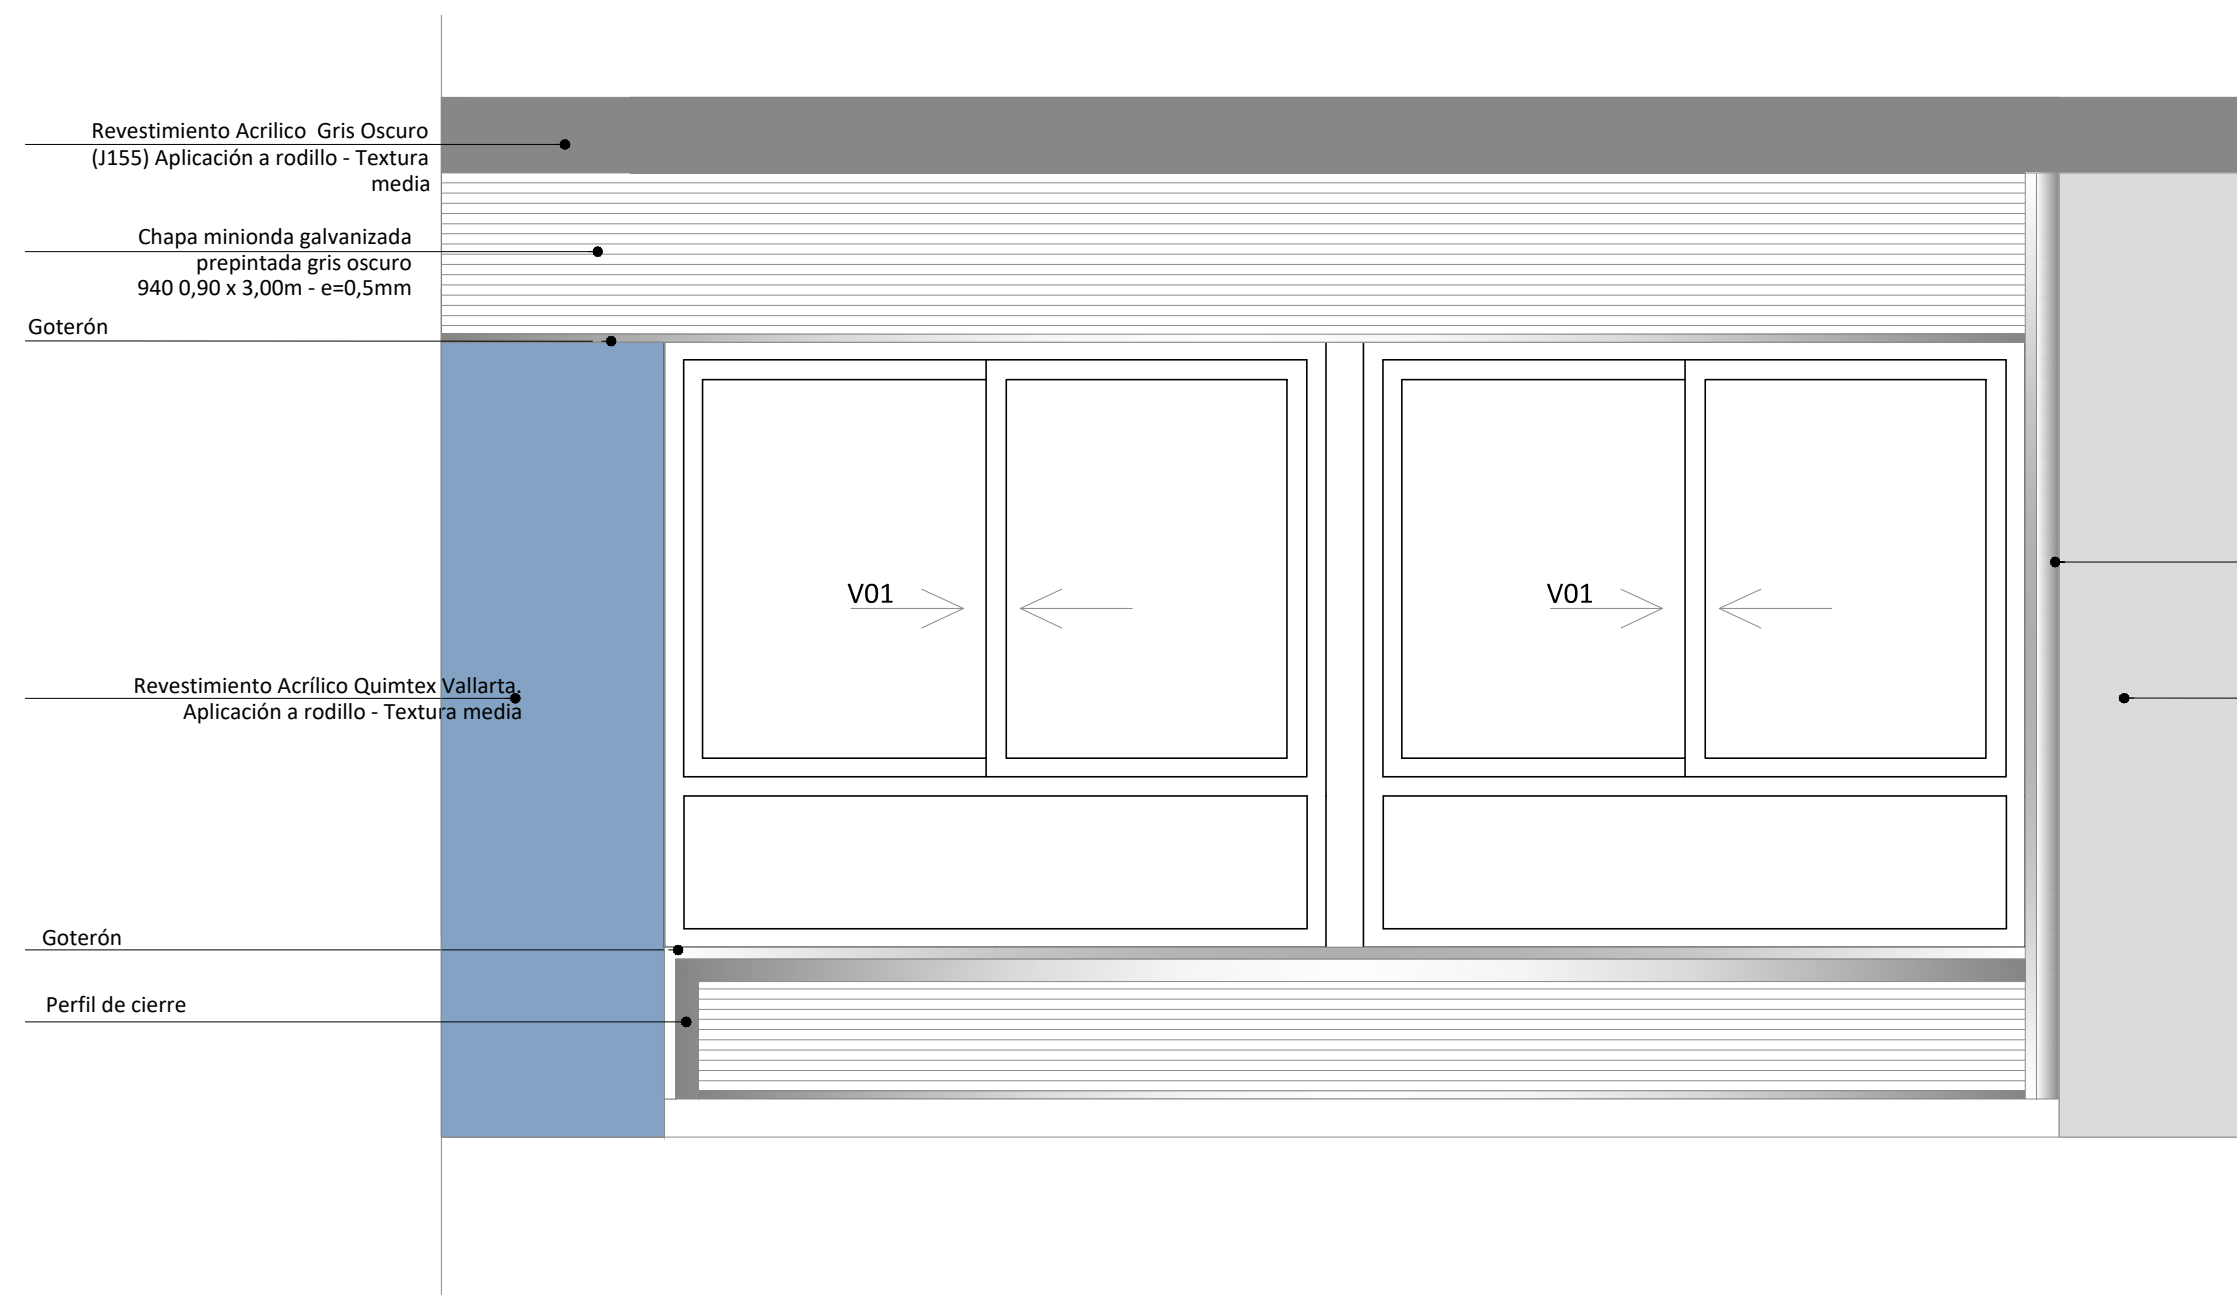 Revestimiento Acrilico  Gris Oscuro
(J155) Aplicación a rodillo - Textura
media
Chapa minionda galvanizada
prepintada gris oscuro
940 0,90 x 3,00m - e=0,5mm
Goterón
V01
V01
Revestimiento Acrílico Quimtex Vallarta.
Aplicación a rodillo - Textura media
Goterón
Perfil de cierre